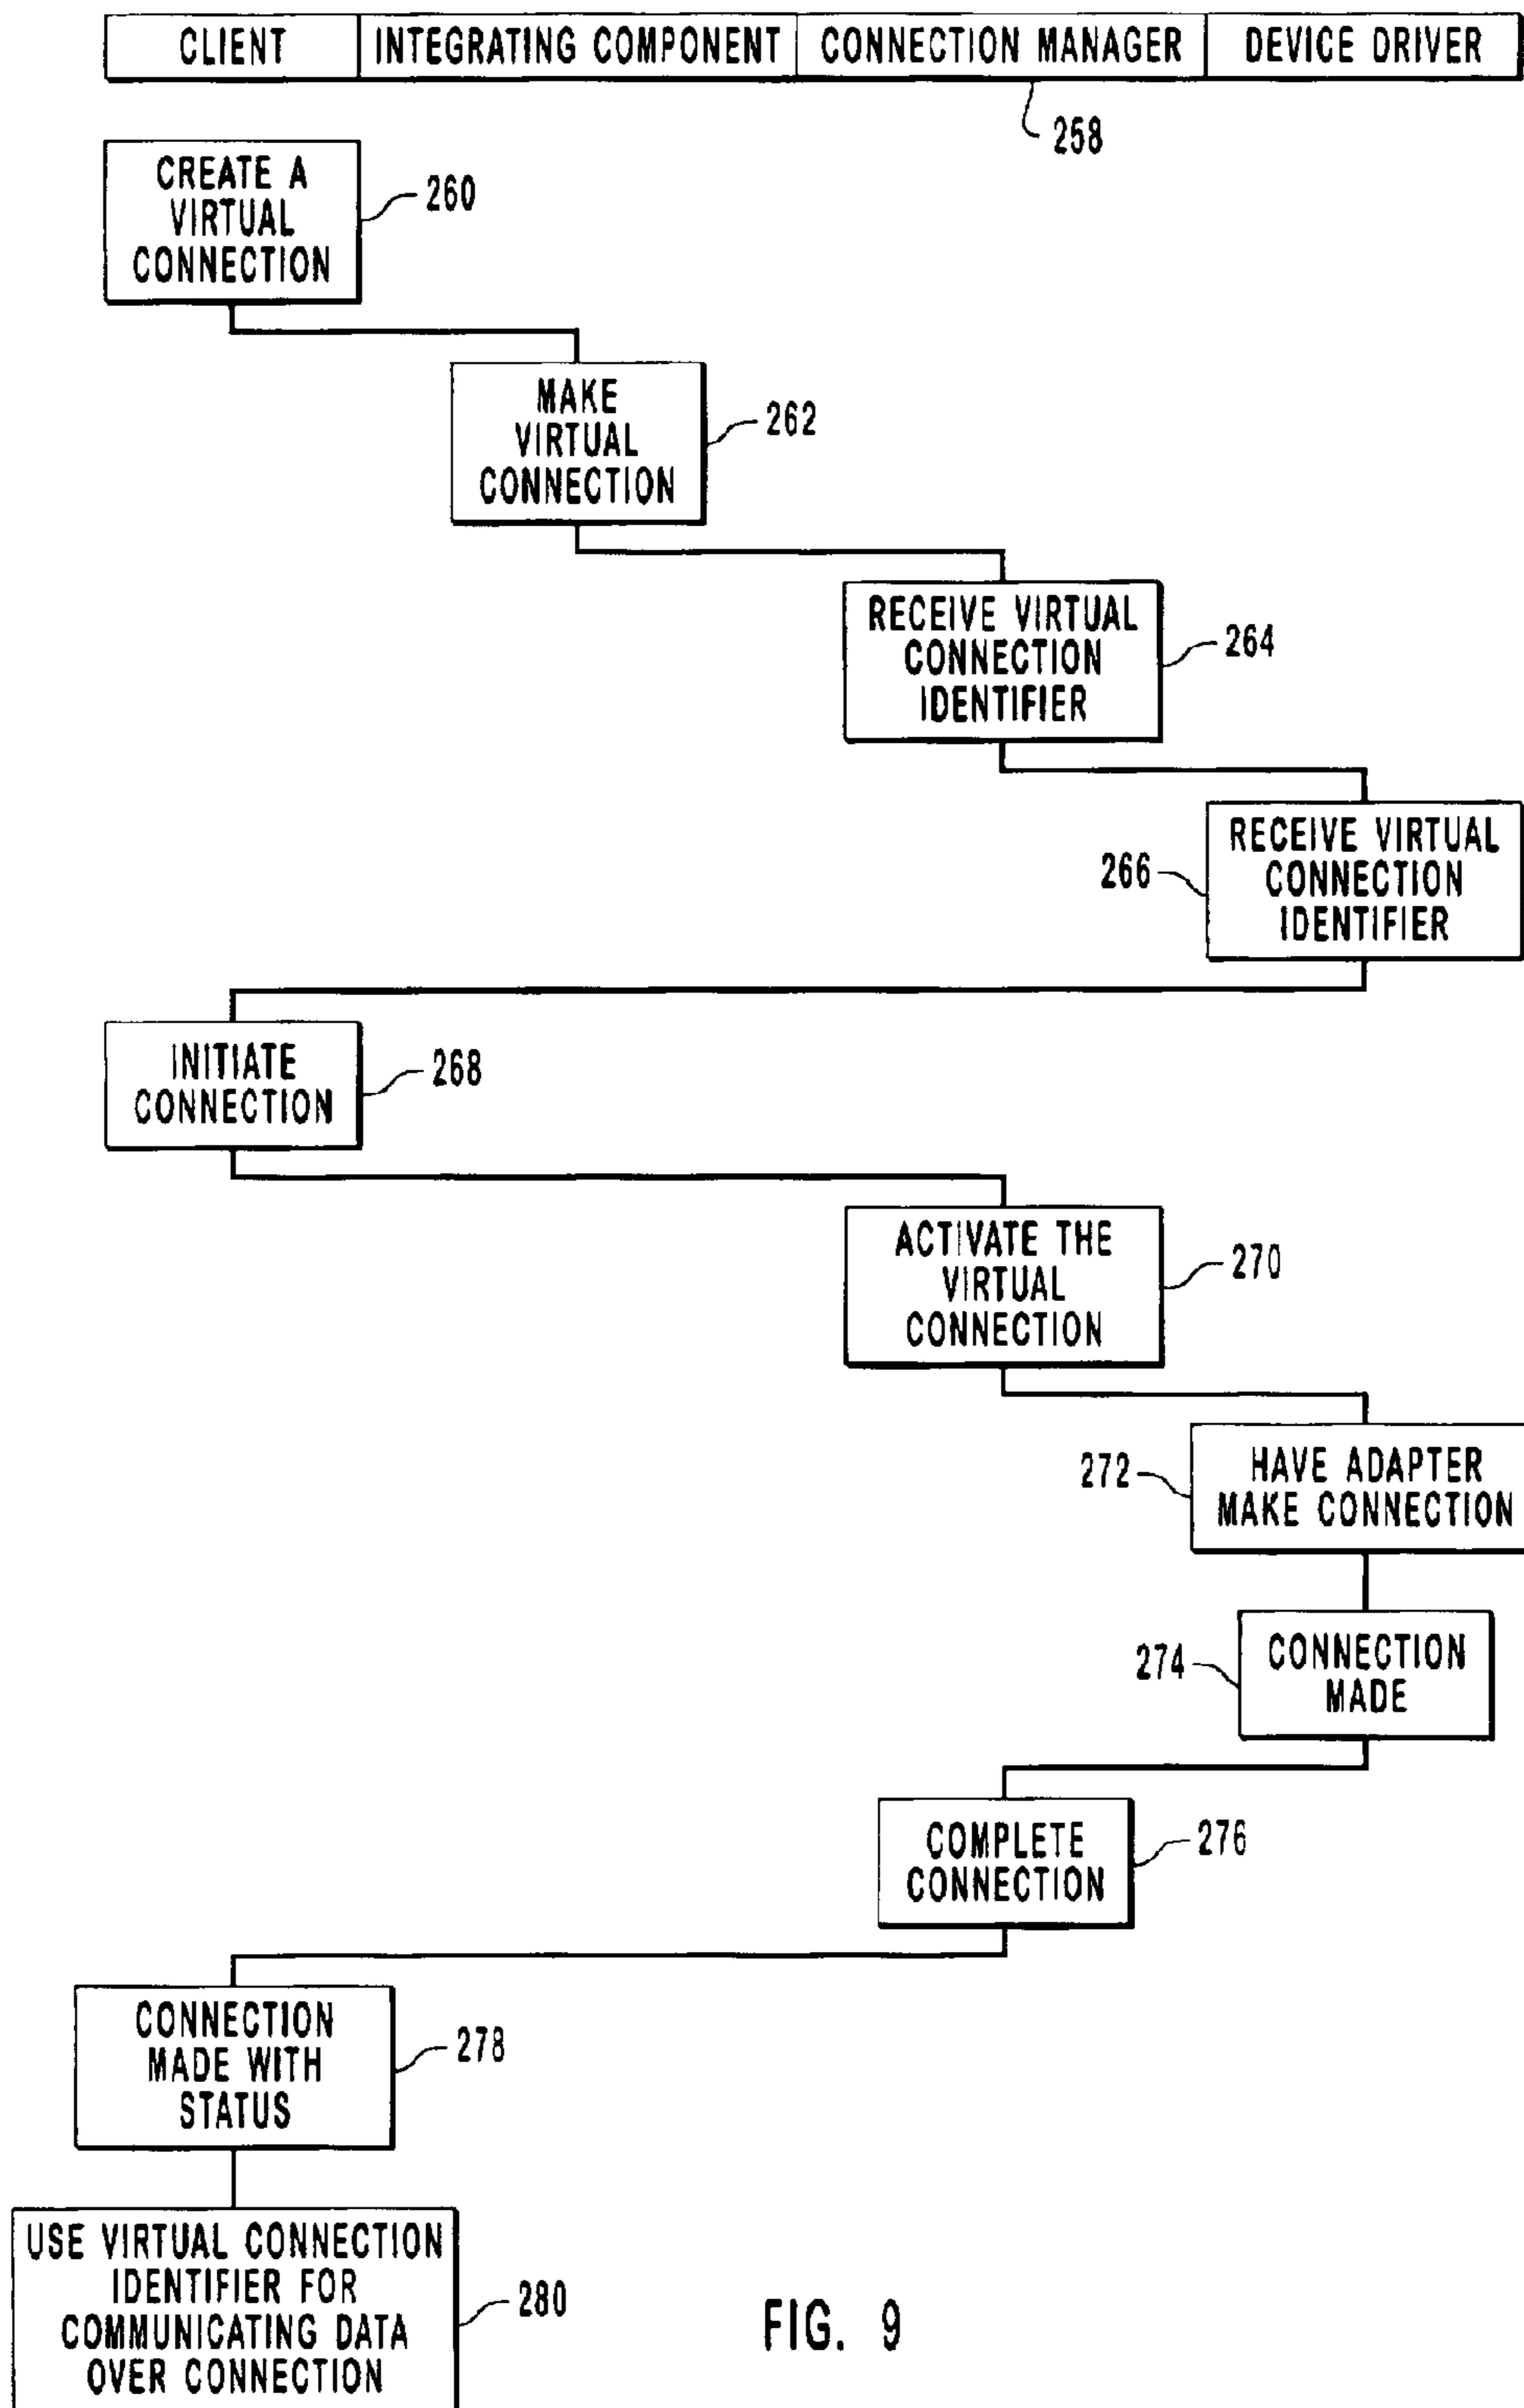 CLIENT INTEGRATING COMPONENT CONNECTION MANAGER DEVICE DRIVER
258
CREATE A
VIRTUAL
CONNECTION
260
MAKE
VIRTUAL
CONNECTION
262
RECEIVE VIRTUAL
CONNECTION
IDENTIFIER
264
RECEIVE VIRTUAL
CONNECTION
IDENTIFIER
266
INITIATE
CONNECTION
268
ACTIVATE THE
VIRTUAL
CONNECTION
270
HAVE ADAPTER
MAKE CONNECTION
272
CONNECTION
MADE
274
COMPLETE
CONNECTION
276
CONNECTION
MADE WITH
STATUS
278
USE VIRTUAL CONNECTION
IDENTIFIER FOR
COMMUNICATING DATA
OVER CONNECTION
280
FIG. 9